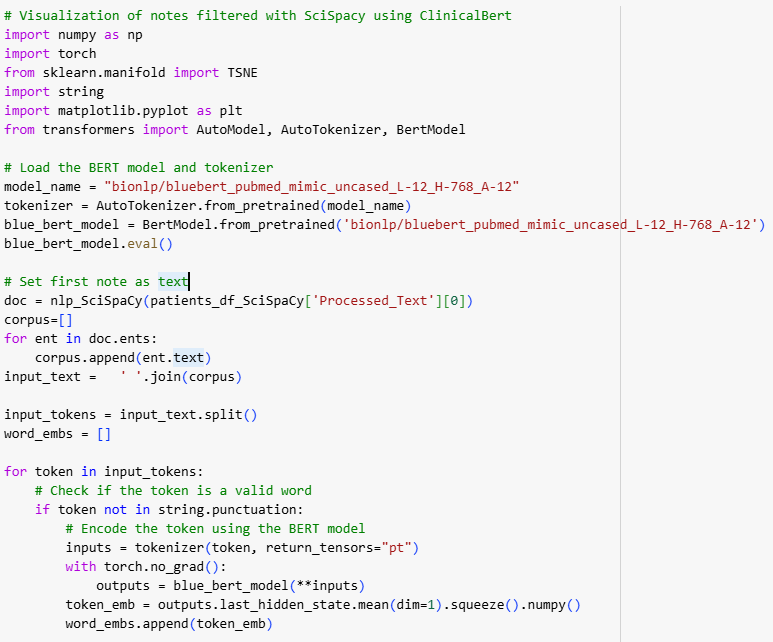 # Visualization of notes filtered with SciSpacy using ClinicalBert
import numpy as np
import torch
from sklearn.manifold import TSNE
import string
import matplotlib.pyplot as plt
from transformers import AutoModel, AutoTokenizer, BertModel

# Load the BERT model and tokenizer
model_name = "bionlp/bluebert_pubmed_mimic_uncased_L-12_H-768_A-12"
tokenizer = AutoTokenizer.from_pretrained(model_name)
blue_bert_model = BertModel.from_pretrained('bionlp/bluebert_pubmed_mimic_uncased_L-12_H-768_A-12')
blue_bert_model.eval()

# Set first note as text
doc = nlp_SciSpaCy(patients_df_SciSpaCy['Processed_Text'][0])
corpus=[]
for ent in doc.ents:
    corpus.append(ent.text)
input_text =   ' '.join(corpus)

input_tokens = input_text.split()
word_embs = []

for token in input_tokens:
    # Check if the token is a valid word
    if token not in string.punctuation:
        # Encode the token using the BERT model
        inputs = tokenizer(token, return_tensors="pt")
        with torch.no_grad():
            outputs = blue_bert_model(**inputs)
        token_emb = outputs.last_hidden_state.mean(dim=1).squeeze().numpy()
        word_embs.append(token_emb)